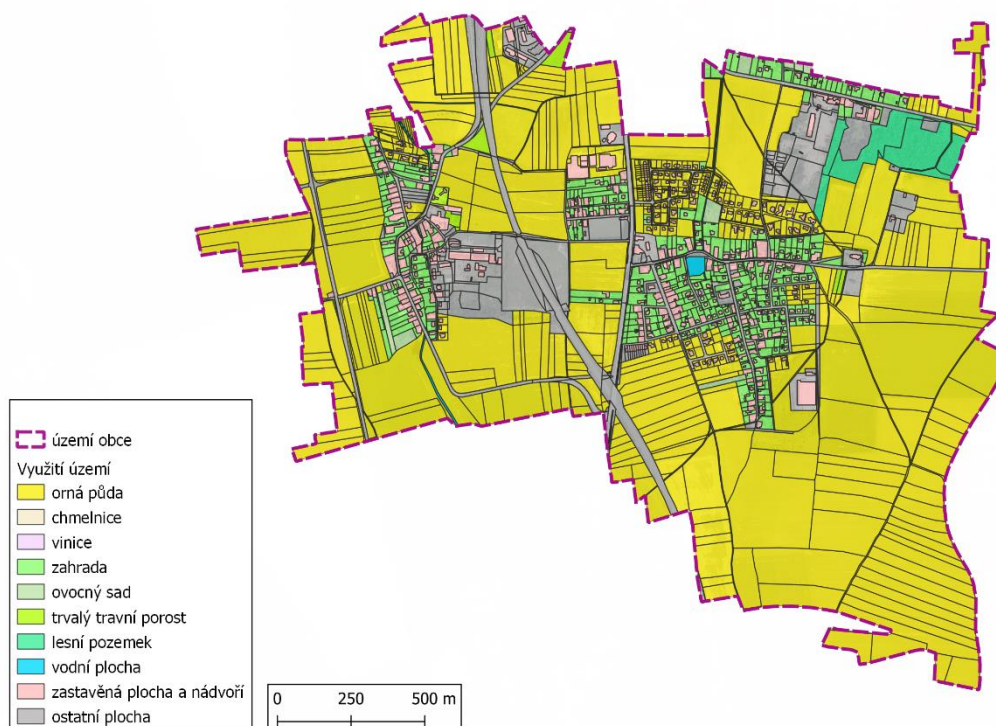 území obce
Využití území
orná půda
chmelnice
vinice
zahrada
ovocný sad
trvalý travní porost
lesní pozemek
vodní plocha
zastavěná plocha a nádvoří
ostatní plocha
0 250 500 m